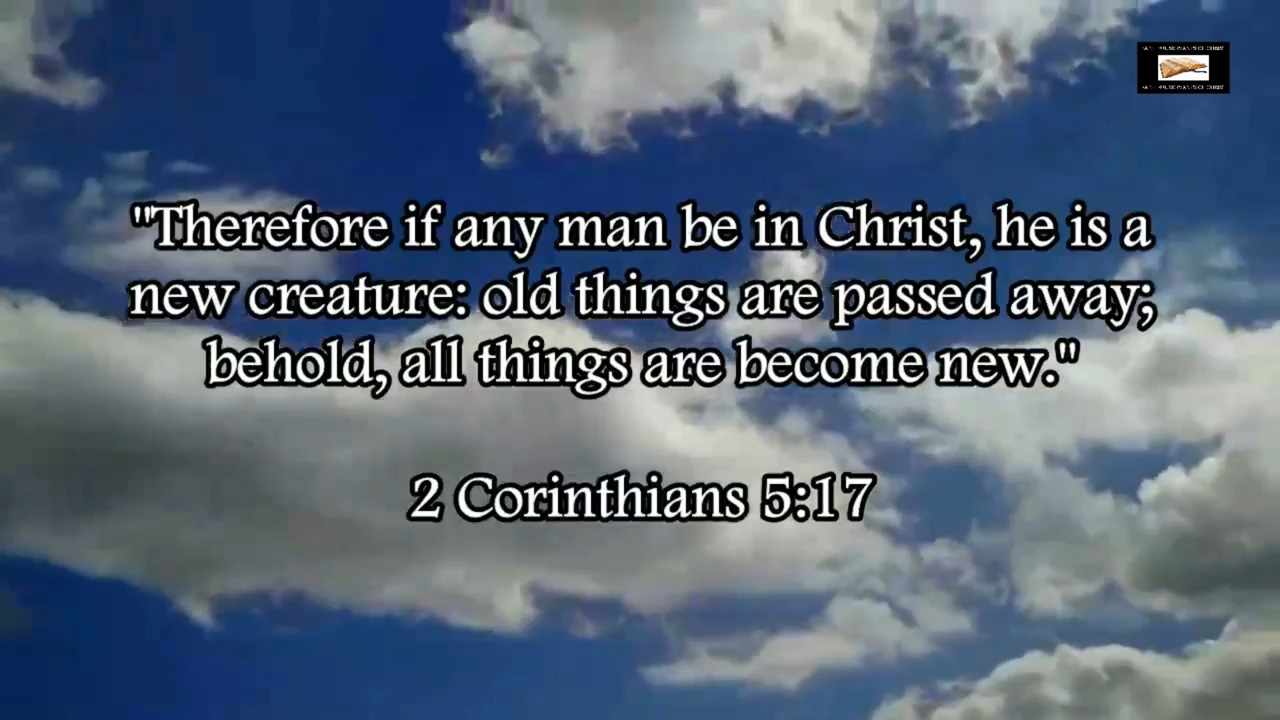 "Therefore if any man be in Christ, he is a
new creature: old things are passed away;
behold, all things are become new."
2 Corinthians 5:17